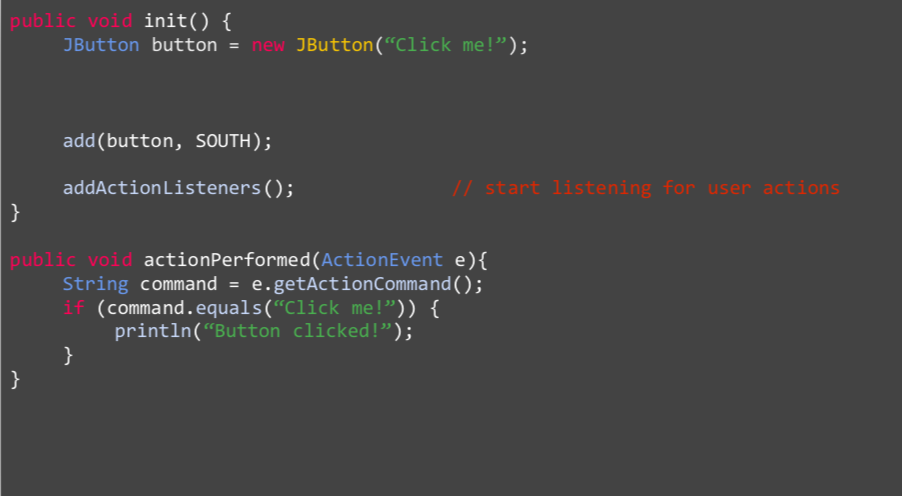 public void init() {
JButton button = new JButton(“Click me!”);
add(button, SOUTH);
addActionListeners(); // start listening for user actions
}
public void actionPerformed(ActionEvent e){
String command = e.getActionCommand();
if (command.equals(“Click me!”)) {
println(“Button clicked!”);
}
}